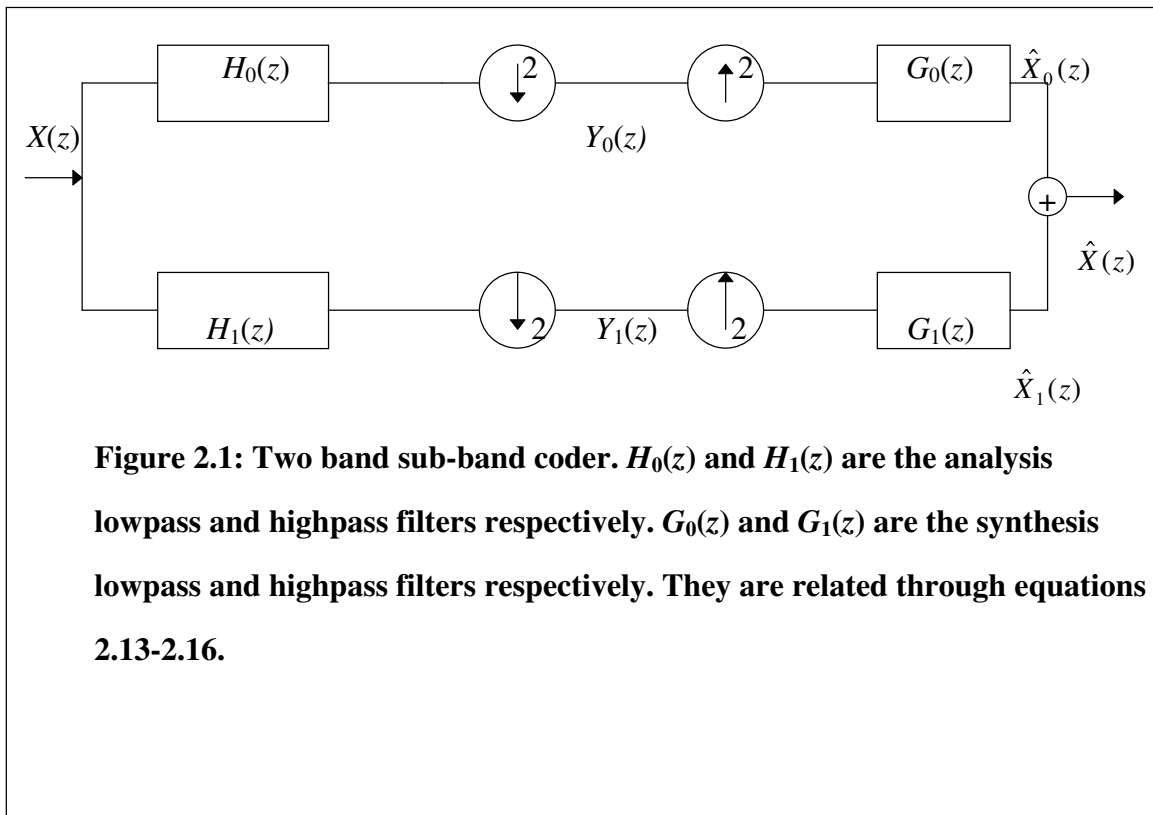 H₀(z) 2 2 G₀(z) X̂₀(z)
X(z) Y₀(z)
+
X̂(z)
H₁(z) 2 Y₁(z) 2 G₁(z)
X̂₁(z)
Figure 2.1: Two band sub-band coder. H₀(z) and H₁(z) are the analysis
lowpass and highpass filters respectively. G₀(z) and G₁(z) are the synthesis
lowpass and highpass filters respectively. They are related through equations
2.13-2.16.